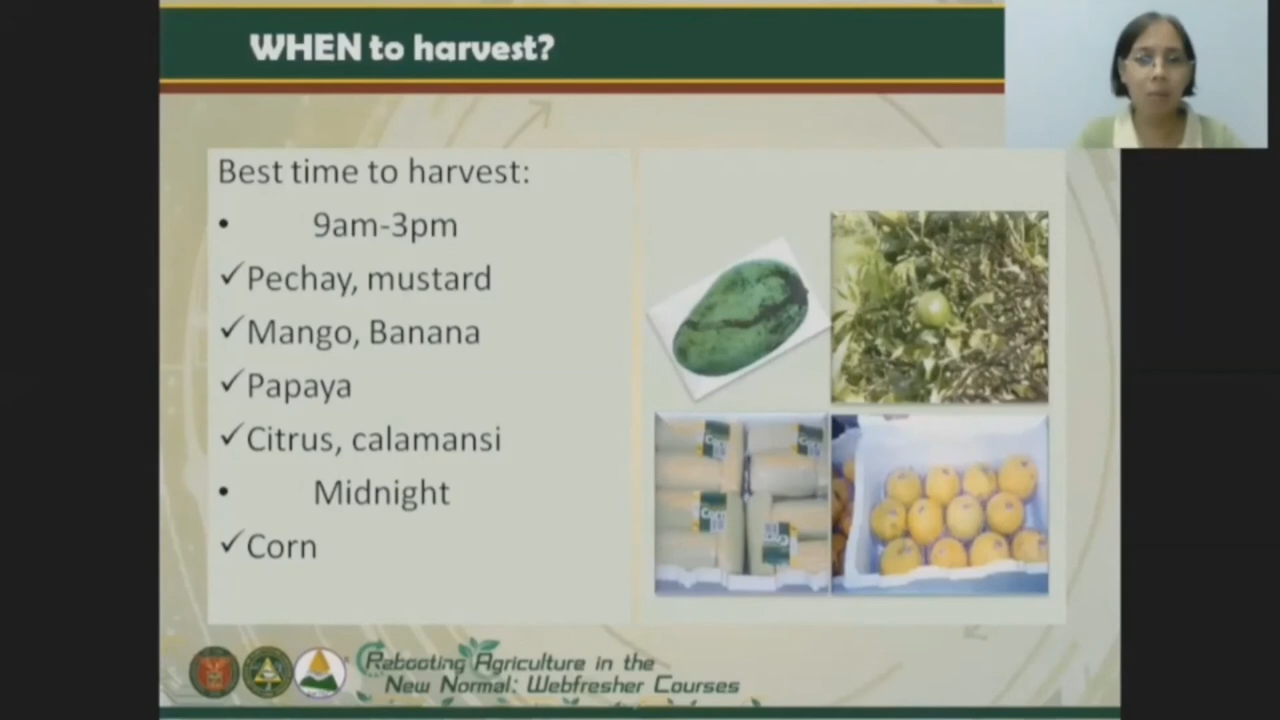 WHEN to harvest?
Best time to harvest:
• 9am-3pm
✓Pechay, mustard
✓Mango, Banana
✓Papaya
✓Citrus, calamansi
• Midnight
✓Corn
Rebooting Agriculture in the
New Normal: Webfresher Courses